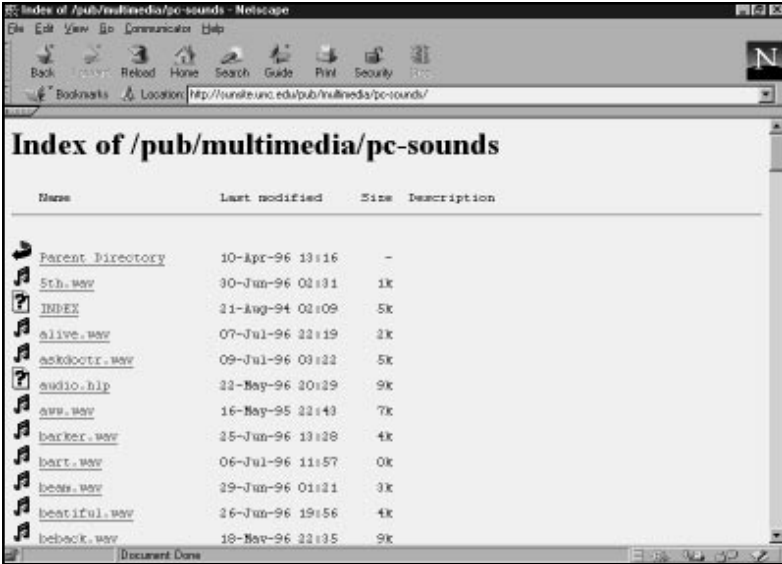 Index of /pub/multimedia/pc-sounds - Netscape
File Edit View Go Communicator Help
Back Reload Home Search Guide Print Security
N
Bookmarks Location: http://sunsite.unc.edu/pub/multimedia/pc-sounds/
Index of /pub/multimedia/pc-sounds
Name Last modified Size Description
Parent Directory 10-Apr-96 13:16 -
5th.wav 30-Jun-96 02:31 1k
INDEX 21-Aug-94 02:09 5k
alive.wav 07-Jul-96 22:19 2k
askdoctr.wav 09-Jul-96 03:22 5k
audio.hlp 22-May-96 20:29 9k
aww.wav 16-May-95 22:43 7k
barker.wav 25-Jun-96 13:28 4k
bart.wav 06-Jul-96 11:57 0k
beam.wav 29-Jun-96 01:21 3k
beatiful.wav 26-Jun-96 19:56 4k
beback.wav 18-May-96 22:35 9k
Document Done